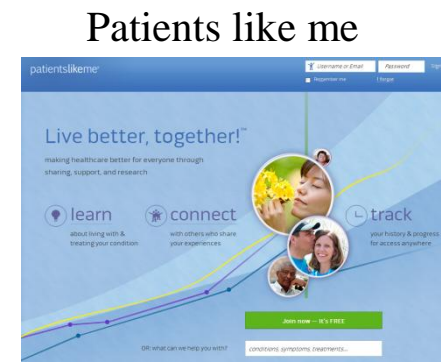 Patients like me
patientslikeme®
Username or Email
Password
Sign
Remember me
I forgot
Live better, together!™
making healthcare better for everyone through
sharing, support, and research
learn
about living with &
treating your condition
connect
with others who share
your experiences
track
your history & progress
for access anywhere
Join now — It's FREE
OR: what can we help you with?
conditions, symptoms, treatments...